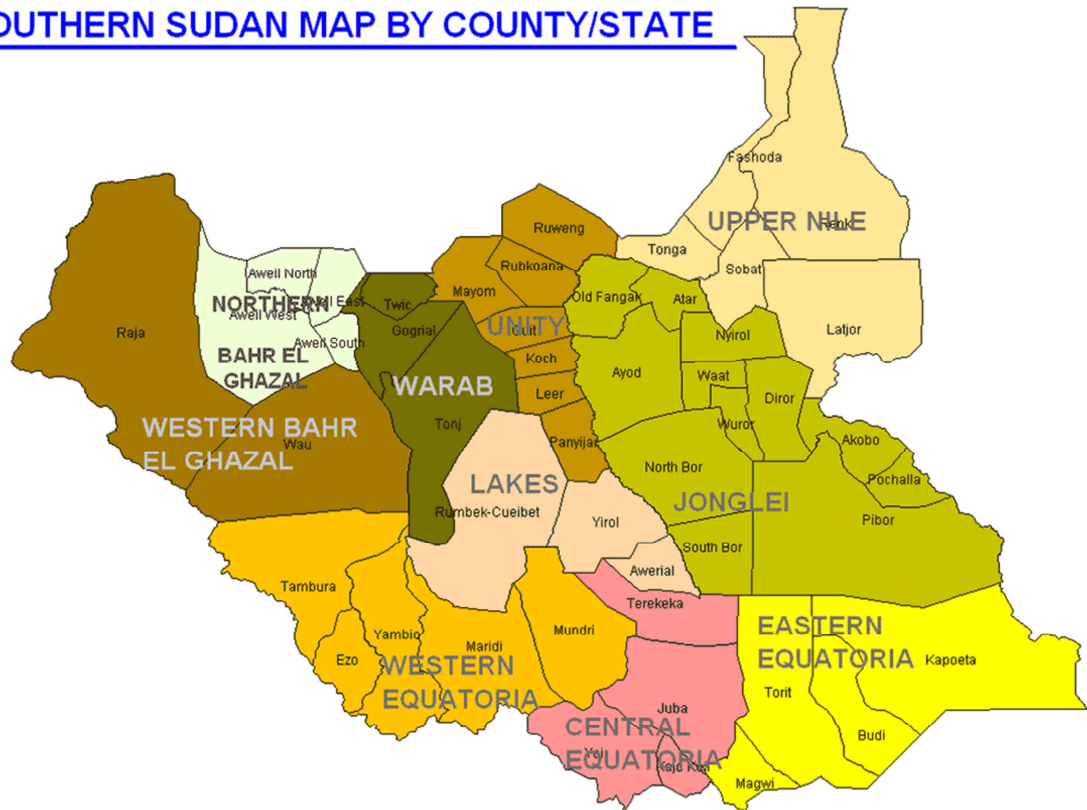 OUTHERN SUDAN MAP BY COUNTY/STATE
Fashoda
UPPER NILE
Renk
Ruweng
Tonga
Sobat
Rubkoana
Aweil North
Mayom
Old Fangak
Atar
NORTHERN
Aweil East
Twic
Aweil West
Gogrial
UNITY
Guit
Nyirol
Latjor
Raja
Aweil South
BAHR EL
GHAZAL
Koch
Ayod
Waat
WARAB
Leer
Diror
WESTERN BAHR
EL GHAZAL
Wau
Tonj
Panyijar
Wuror
Akobo
North Bor
Pochalla
LAKES
JONGLEI
Rumbek-Cueibet
Yirol
Pibor
South Bor
Awerial
Tambura
Terekeka
Yambio
Mundri
EASTERN
EQUATORIA
Ezo
Maridi
Kapoeta
WESTERN
EQUATORIA
Torit
Juba
CENTRAL
EQUATORIA
Budi
Yei
Magwi